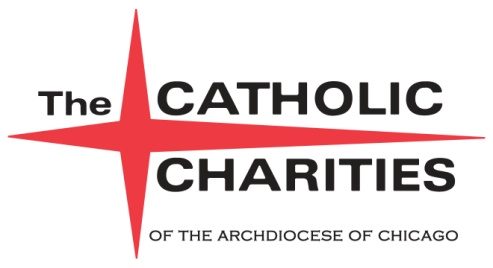 The CATHOLIC
CHARITIES
OF THE ARCHDIOCESE OF CHICAGO